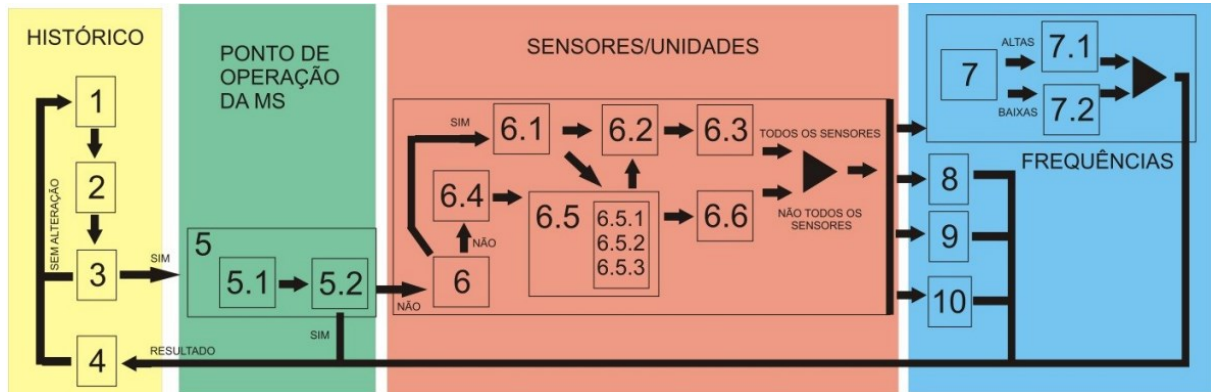 HISTÓRICO
1
2
3
4
SEM ALTERAÇÃO
SIM
RESULTADO
PONTO DE
OPERAÇÃO
DA MS
5
5.1
5.2
SIM
NÃO
SENSORES/UNIDADES
SIM
6.1
6.2
6.3
6.4
NÃO
6
6.5
6.5.1
6.5.2
6.5.3
6.6
TODOS OS SENSORES
NÃO TODOS OS
SENSORES
7
ALTAS
7.1
BAIXAS
7.2
FREQUÊNCIAS
8
9
10